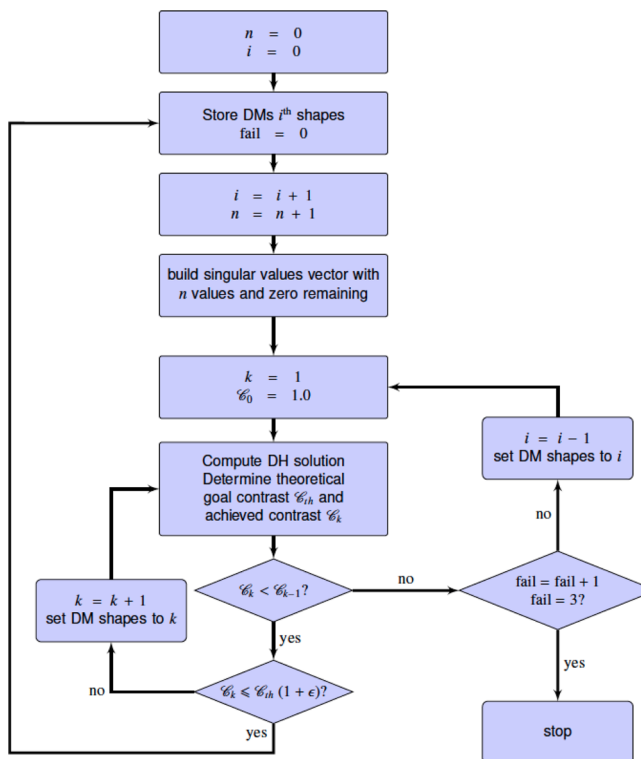 n = 0
i = 0
Store DMs iᵗʰ shapes
fail = 0
i = i + 1
n = n + 1
build singular values vector with
n values and zero remaining
k = 1
𝒞₀ = 1.0
i = i − 1
set DM shapes to i
Compute DH solution
Determine theoretical
goal contrast 𝒞ₜₕ and
achieved contrast 𝒞ₖ
no
k = k + 1
set DM shapes to k
𝒞ₖ < 𝒞ₖ₋₁?
no
fail = fail + 1
fail = 3?
yes
no
𝒞ₖ ⩽ 𝒞ₜₕ (1 + ϵ)?
yes
yes
stop